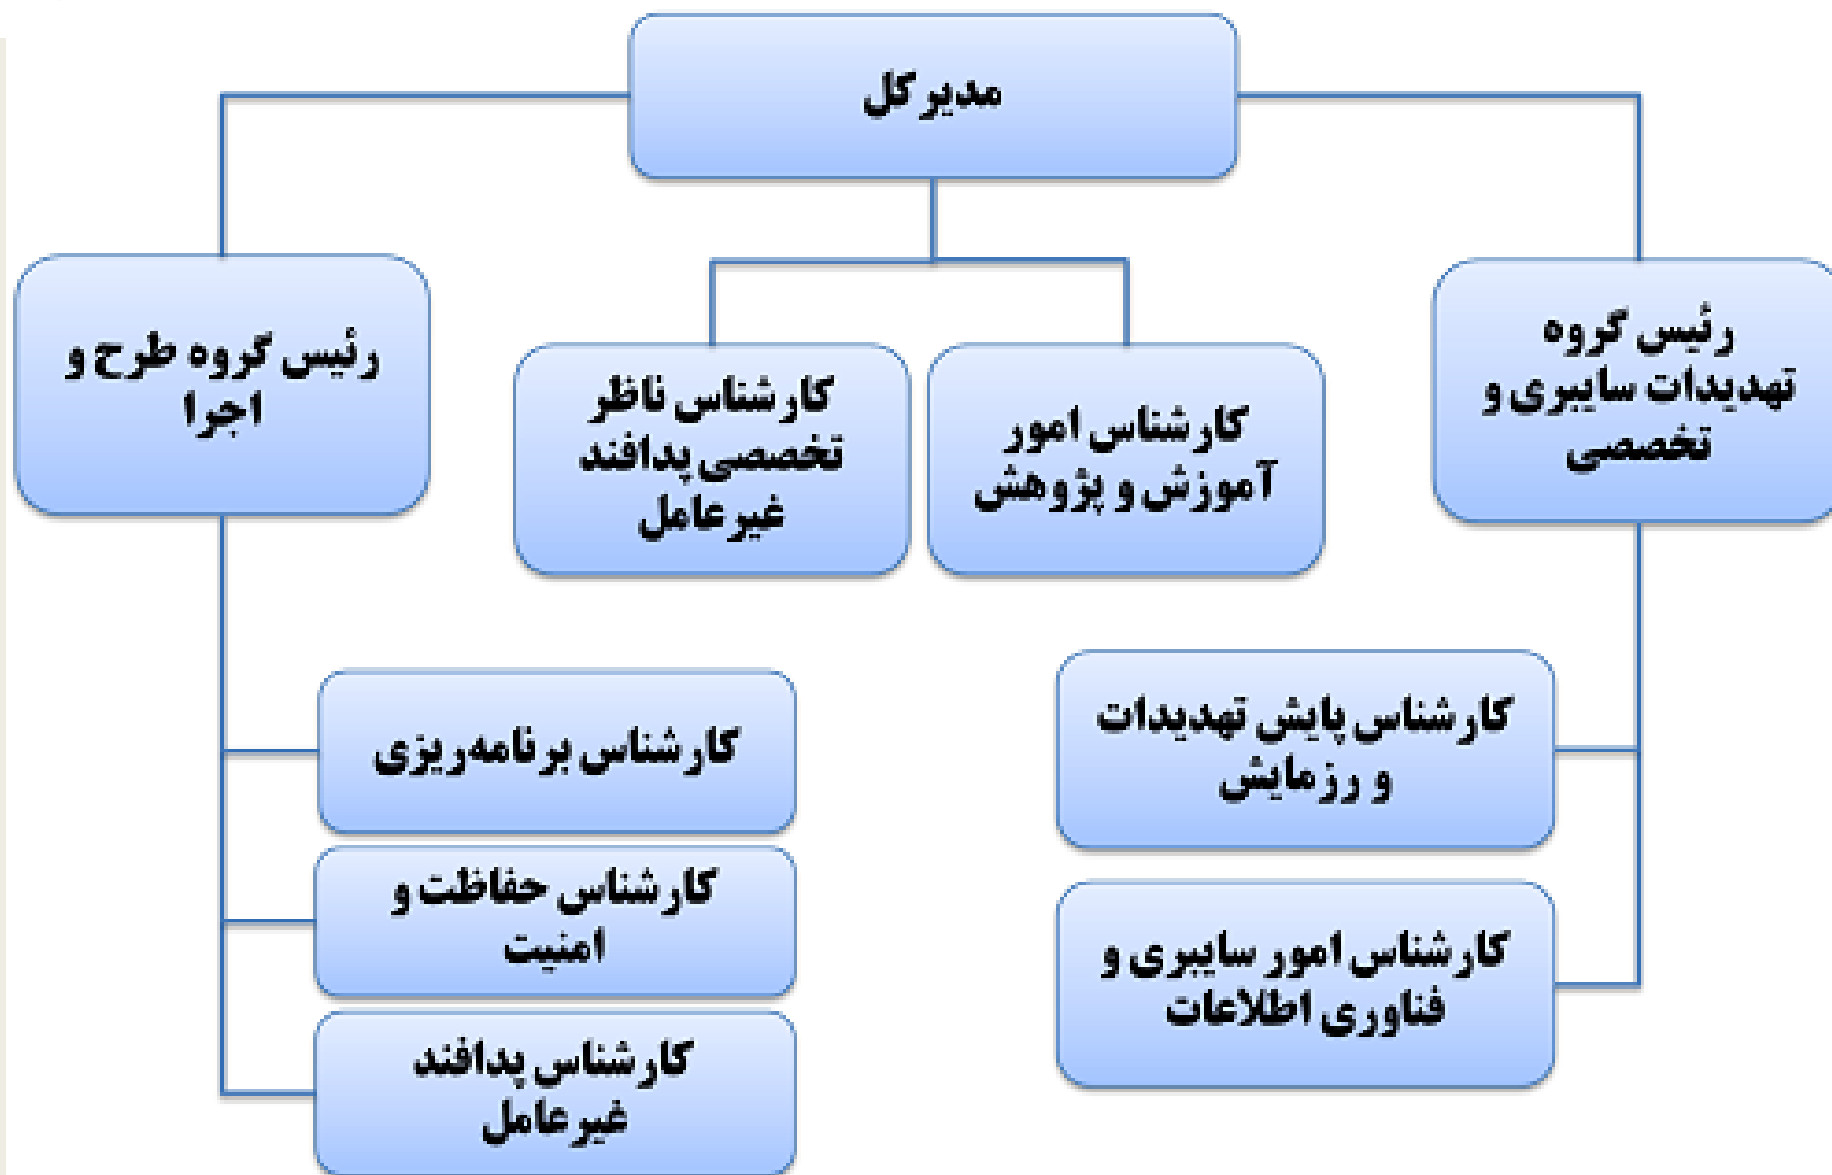 مدیر کل
رئیس گروه
تهدیدات سایبری و
تخصصی
کارشناس امور
آموزش و پژوهش
کارشناس ناظر
تخصصی پدافند
غیرعامل
رئیس گروه طرح و
اجرا
کارشناس پایش تهدیدات
و رزمایش
کارشناس امور سایبری و
فناوری اطلاعات
کارشناس برنامه‌ریزی
کارشناس حفاظت و
امنیت
کارشناس پدافند
غیرعامل